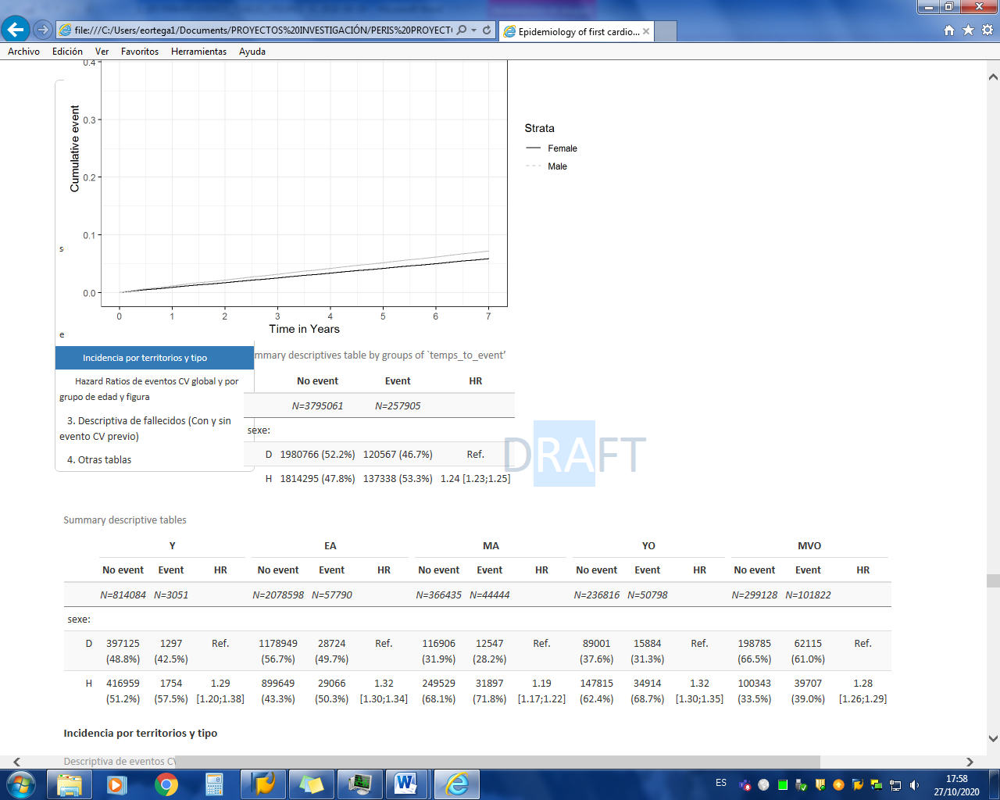 file:///C:/Users/eortega1/Documents/PROYECTOS%20INVESTIGACIÓN/PERIS%20PROYECT
Epidemiology of first cardio...
Archivo Edición Ver Favoritos Herramientas Ayuda
0.4
0.3
0.2
0.1
0.0
Cumulative event
0 1 2 3 4 5 6 7
Time in Years
Strata
Female
Male
s
e
Incidencia por territorios y tipo
Hazard Ratios de eventos CV global y por
grupo de edad y figura
3. Descriptiva de fallecidos (Con y sin
evento CV previo)
4. Otras tablas
mmary descriptives table by groups of `temps_to_event'
No event Event HR
N=3795061 N=257905
sexe:
D 1980766 (52.2%) 120567 (46.7%) Ref.
H 1814295 (47.8%) 137338 (53.3%) 1.24 [1.23;1.25]
DRAFT
Summary descriptive tables
Y EA MA YO MVO
No event Event HR No event Event HR No event Event HR No event Event HR No event Event HR
N=814084 N=3051 N=2078598 N=57790 N=366435 N=44444 N=236816 N=50798 N=299128 N=101822
sexe:
D 397125 1297 Ref. 1178949 28724 Ref. 116906 12547 Ref. 89001 15884 Ref. 198785 62115 Ref.
(48.8%) (42.5%) (56.7%) (49.7%) (31.9%) (28.2%) (37.6%) (31.3%) (66.5%) (61.0%)
H 416959 1754 1.29 899649 29066 1.32 249529 31897 1.19 147815 34914 1.32 100343 39707 1.28
(51.2%) (57.5%) [1.20;1.38] (43.3%) (50.3%) [1.30;1.34] (68.1%) (71.8%) [1.17;1.22] (62.4%) (68.7%) [1.30;1.35] (33.5%) (39.0%) [1.26;1.29]
Incidencia por territorios y tipo
Descriptiva de eventos C
ES
17:58
27/10/2020